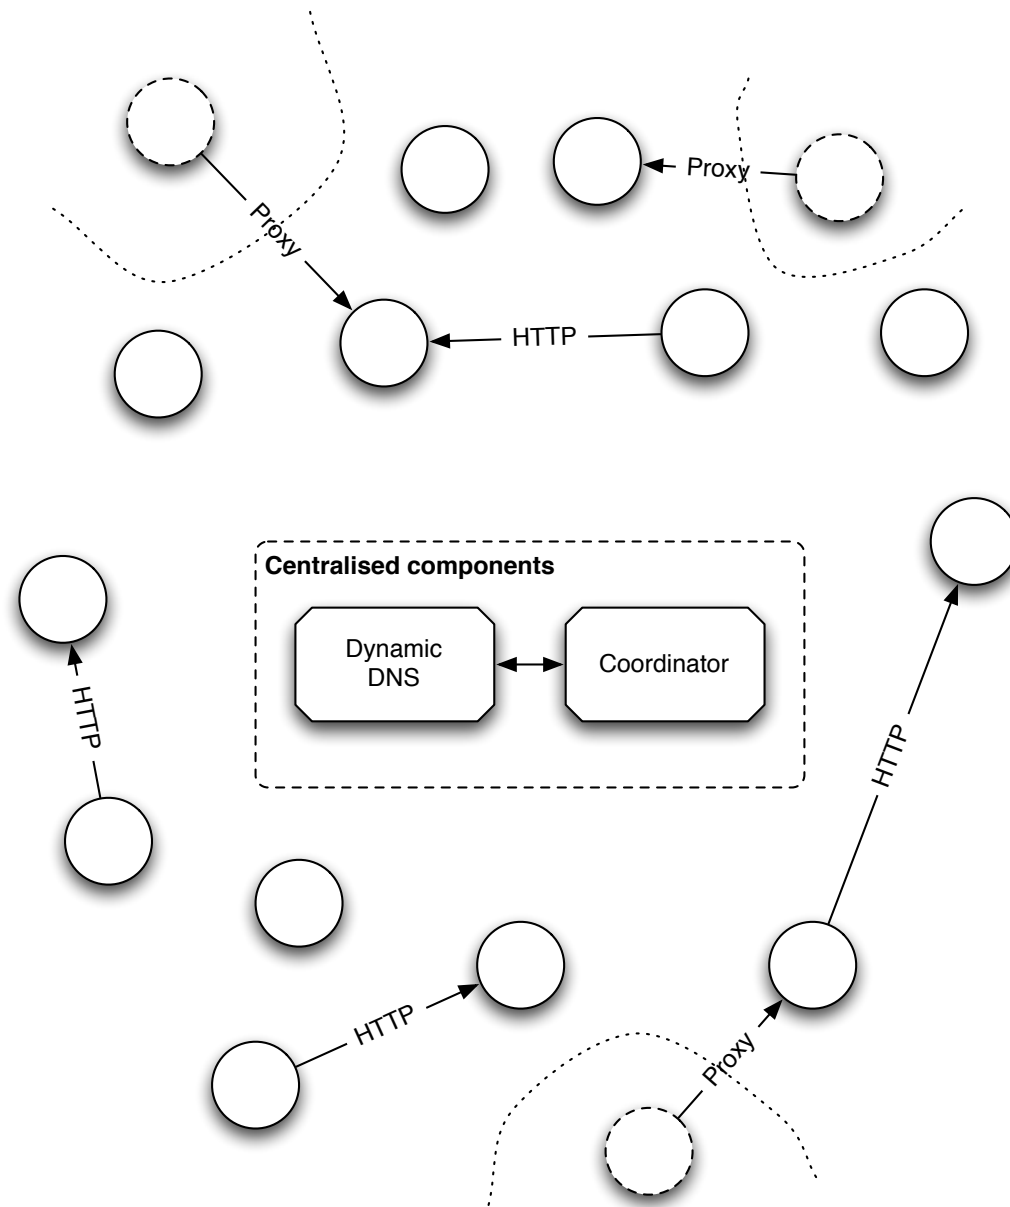 Proxy
Proxy
HTTP
Centralised components
Dynamic
DNS
Coordinator
HTTP
HTTP
HTTP
Proxy